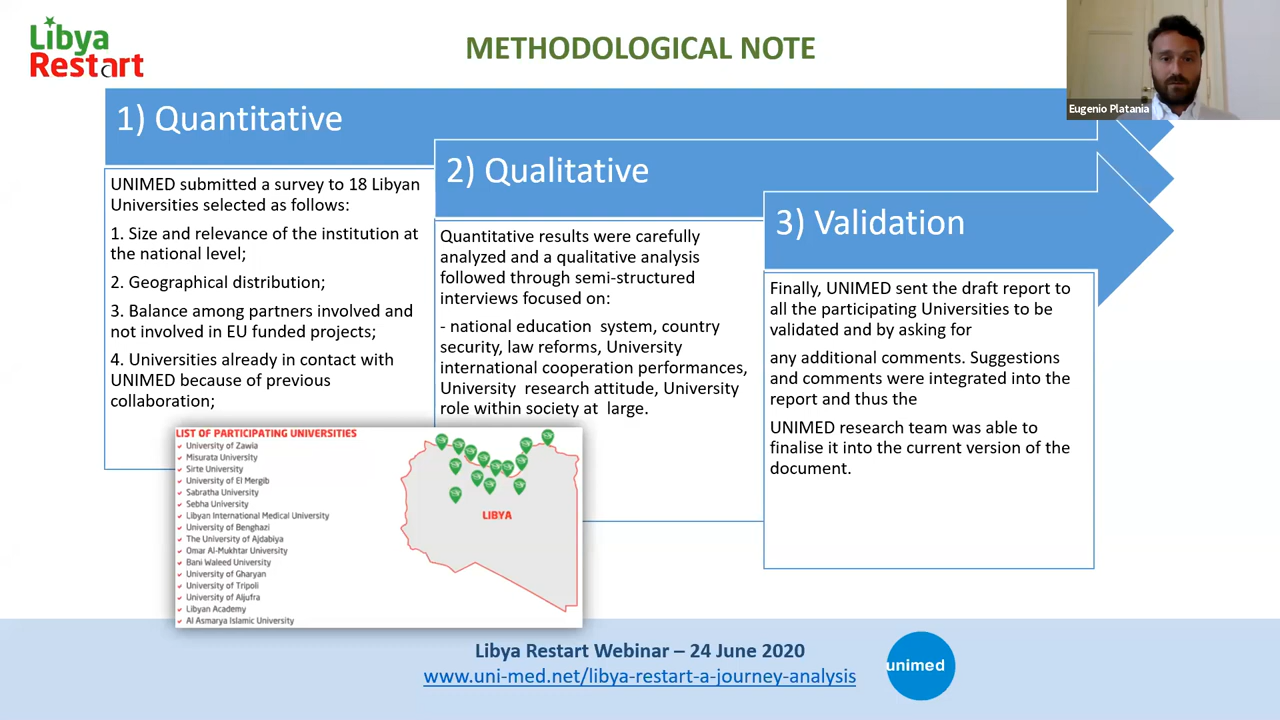 Libya
Restart
METHODOLOGICAL NOTE
Eugenio Platania
1) Quantitative
UNIMED submitted a survey to 18 Libyan
Universities selected as follows:
1. Size and relevance of the institution at
the national level;
2. Geographical distribution;
3. Balance among partners involved and
not involved in EU funded projects;
4. Universities already in contact with
UNIMED because of previous
collaboration;
2) Qualitative
Quantitative results were carefully
analyzed and a qualitative analysis
followed through semi-structured
interviews focused on:
- national education system, country
security, law reforms, University
international cooperation performances,
University research attitude, University
role within society at large.
3) Validation
Finally, UNIMED sent the draft report to
all the participating Universities to be
validated and by asking for
any additional comments. Suggestions
and comments were integrated into the
report and thus the
UNIMED research team was able to
finalise it into the current version of the
document.
LIST OF PARTICIPATING UNIVERSITIES
University of Zawia
Misurata University
Sirte University
University of El Mergib
Sabratha University
Sebha University
Libyan International Medical University
University of Benghazi
The University of Ajdabiya
Omar Al-Mukhtar University
Bani Waleed University
University of Gharyan
University of Tripoli
University of Aljufra
Libyan Academy
Al Asmarya Islamic University
LIBYA
Libya Restart Webinar – 24 June 2020
www.uni-med.net/libya-restart-a-journey-analysis
unimed